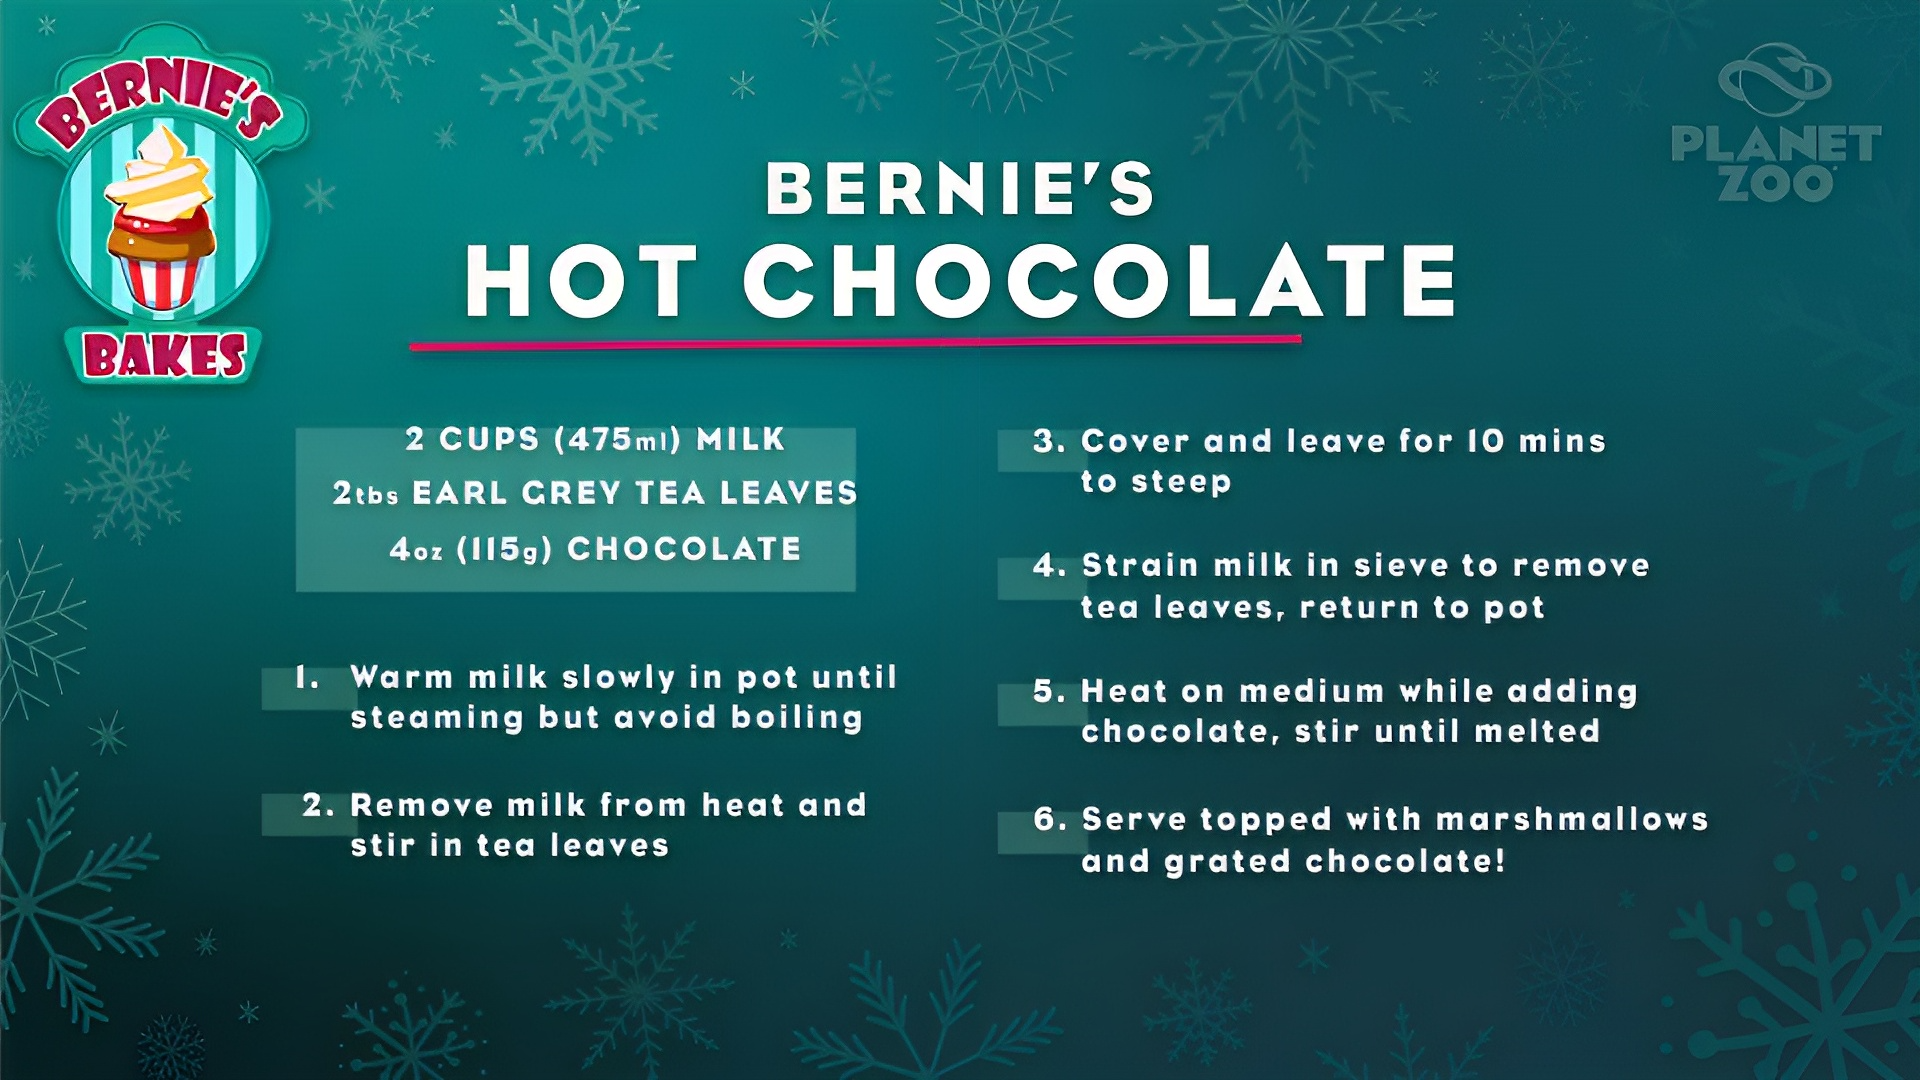 BERNIE'S
BAKES
PLANET
ZOO
BERNIE'S
HOT CHOCOLATE
2 CUPS (475ml) MILK
2tbs EARL GREY TEA LEAVES
4oz (115g) CHOCOLATE
1. Warm milk slowly in pot until
steaming but avoid boiling
2. Remove milk from heat and
stir in tea leaves
3. Cover and leave for 10 mins
to steep
4. Strain milk in sieve to remove
tea leaves, return to pot
5. Heat on medium while adding
chocolate, stir until melted
6. Serve topped with marshmallows
and grated chocolate!